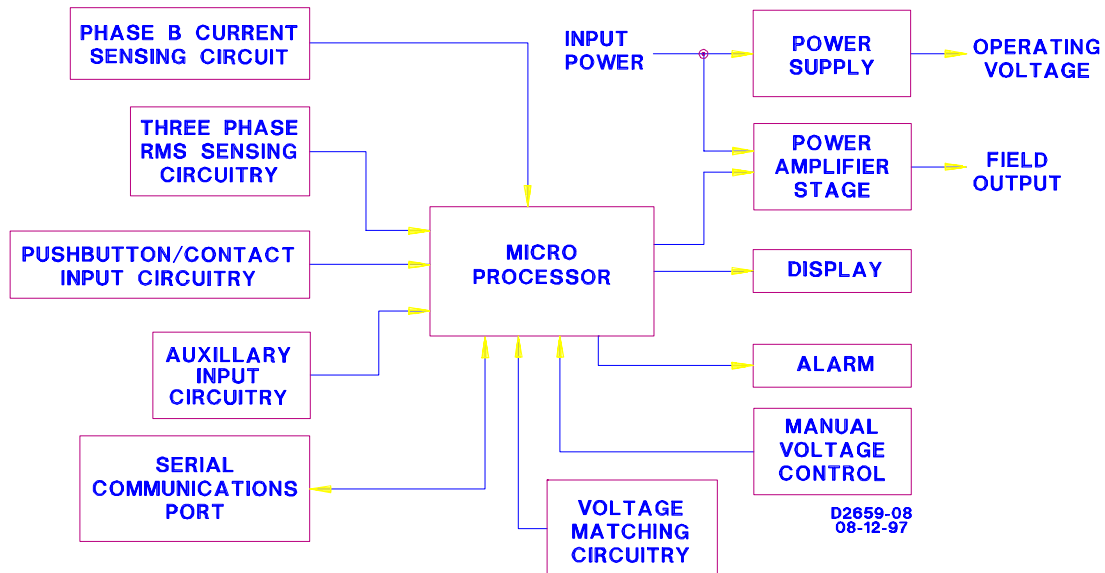 PHASE B CURRENT
SENSING CIRCUIT
INPUT
POWER
POWER
SUPPLY
OPERATING
VOLTAGE
THREE PHASE
RMS SENSING
CIRCUITRY
POWER
AMPLIFIER
STAGE
FIELD
OUTPUT
PUSHBUTTON/CONTACT
INPUT CIRCUITRY
MICRO
PROCESSOR
DISPLAY
AUXILLARY
INPUT
CIRCUITRY
ALARM
SERIAL
COMMUNICATIONS
PORT
MANUAL
VOLTAGE
CONTROL
VOLTAGE
MATCHING
CIRCUITRY
D2659-08
08-12-97